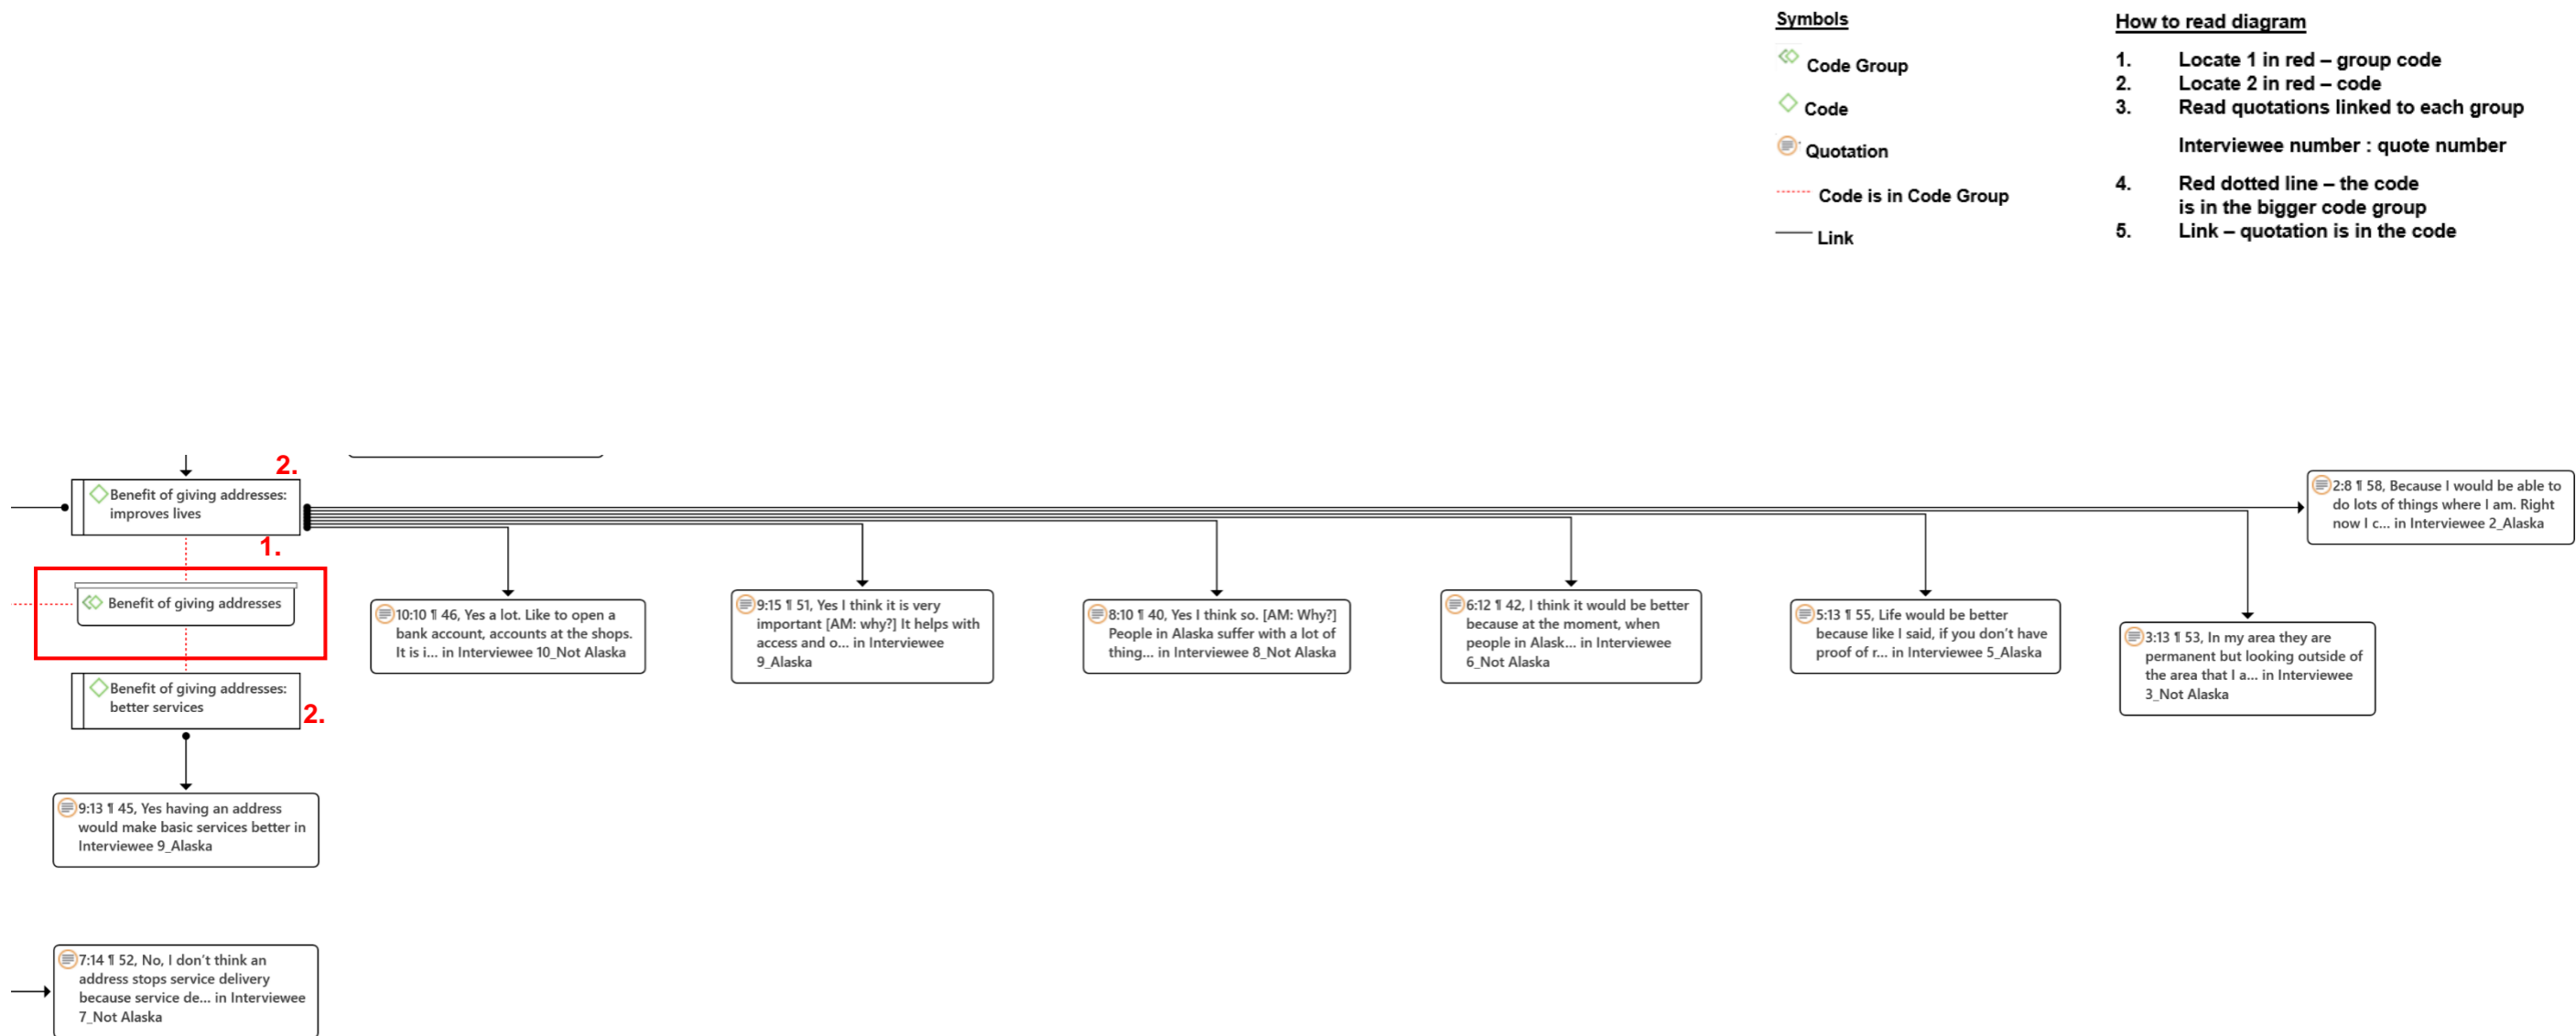 Symbols
Code Group
Code
Quotation
Code is in Code Group
Link
How to read diagram
1. Locate 1 in red – group code
2. Locate 2 in red – code
3. Read quotations linked to each group
Interviewee number : quote number
4. Red dotted line – the code
is in the bigger code group
5. Link – quotation is in the code
2.
Benefit of giving addresses:
improves lives
1.
Benefit of giving addresses
Benefit of giving addresses:
better services
2.
10:10 ¶ 46, Yes a lot. Like to open a
bank account, accounts at the shops.
It is i... in Interviewee 10_Not Alaska
9:15 ¶ 51, Yes I think it is very
important [AM: why?] It helps with
access and o... in Interviewee
9_Alaska
8:10 ¶ 40, Yes I think so. [AM: Why?]
People in Alaska suffer with a lot of
thing... in Interviewee 8_Not Alaska
6:12 ¶ 42, I think it would be better
because at the moment, when
people in Alask... in Interviewee
6_Not Alaska
5:13 ¶ 55, Life would be better
because like I said, if you don't have
proof of r... in Interviewee 5_Alaska
3:13 ¶ 53, In my area they are
permanent but looking outside of
the area that I a... in Interviewee
3_Not Alaska
2:8 ¶ 58, Because I would be able to
do lots of things where I am. Right
now I c... in Interviewee 2_Alaska
9:13 ¶ 45, Yes having an address
would make basic services better in
Interviewee 9_Alaska
7:14 ¶ 52, No, I don't think an
address stops service delivery
because service de... in Interviewee
7_Not Alaska